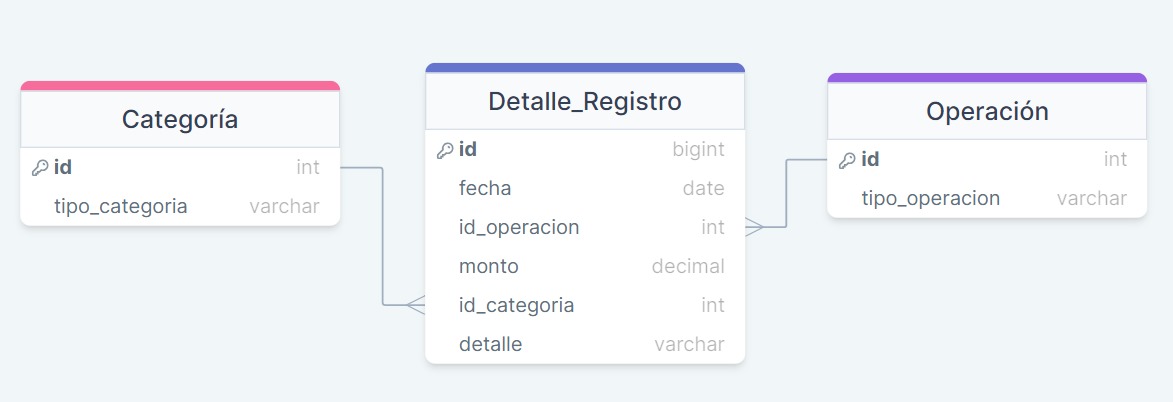 Categoría
id int
tipo_categoria varchar
Detalle_Registro
id bigint
fecha date
id_operacion int
monto decimal
id_categoria int
detalle varchar
Operación
id int
tipo_operacion varchar